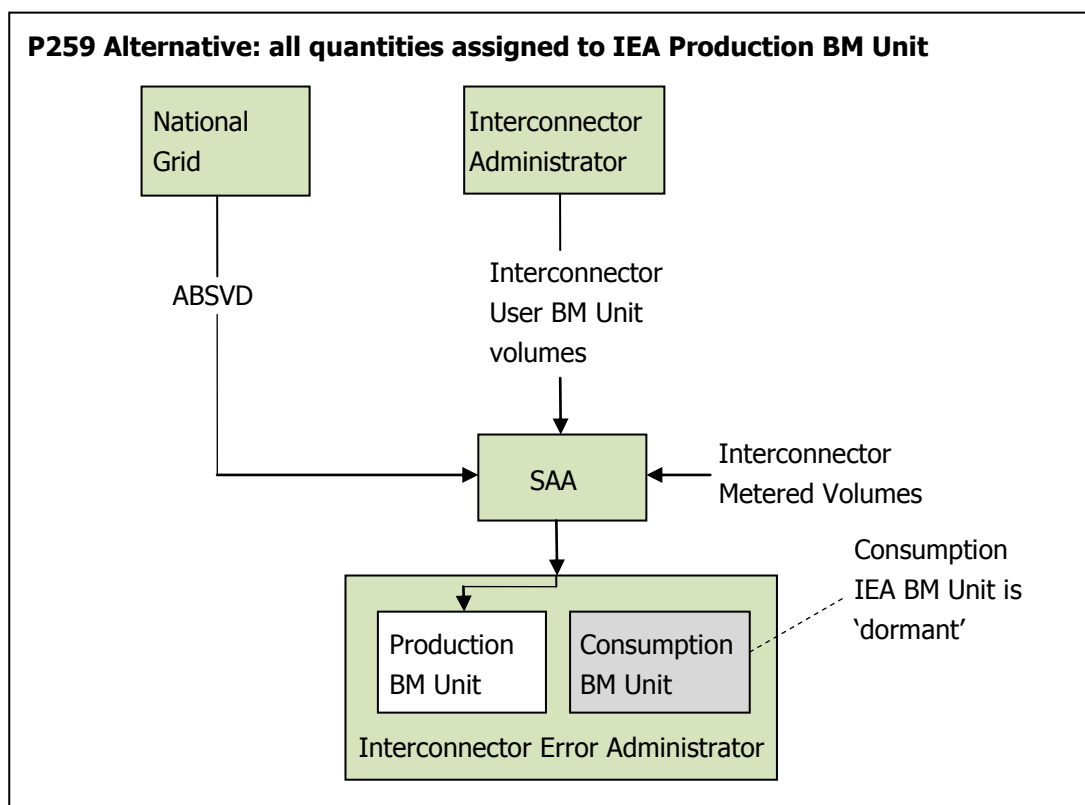 P259 Alternative: all quantities assigned to IEA Production BM Unit
National
Grid
Interconnector
Administrator
ABSVD
Interconnector
User BM Unit
volumes
SAA
Interconnector
Metered Volumes
Consumption
IEA BM Unit is
‘dormant’
Production
BM Unit
Consumption
BM Unit
Interconnector Error Administrator